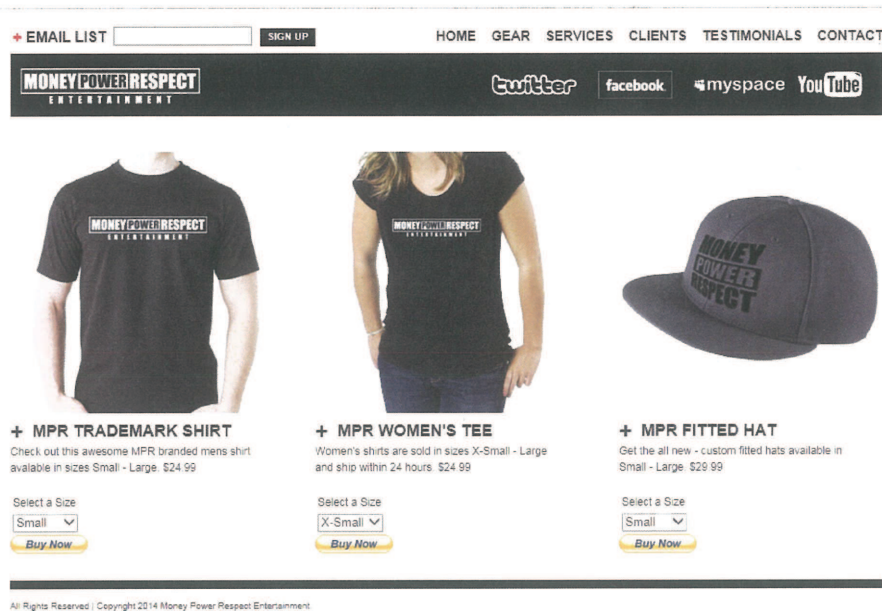 + EMAIL LIST SIGN UP HOME GEAR SERVICES CLIENTS TESTIMONIALS CONTACT
MONEY POWER RESPECT
ENTERTAINMENT
twitter facebook myspace YouTube
MONEY POWER RESPECT
ENTERTAINMENT
MONEY POWER RESPECT
ENTERTAINMENT
MONEY
POWER
RESPECT
+ MPR TRADEMARK SHIRT
Check out this awesome MPR branded mens shirt
avalable in sizes Small - Large. $24.99
Select a Size
Small
Buy Now
+ MPR WOMEN'S TEE
Women's shirts are sold in sizes X-Small - Large
and ship within 24 hours. $24.99
Select a Size
X-Small
Buy Now
+ MPR FITTED HAT
Get the all new - custom fitted hats available in
Small - Large. $29.99
Select a Size
Small
Buy Now
All Rights Reserved | Copyright 2014 Money Power Respect Entertainment